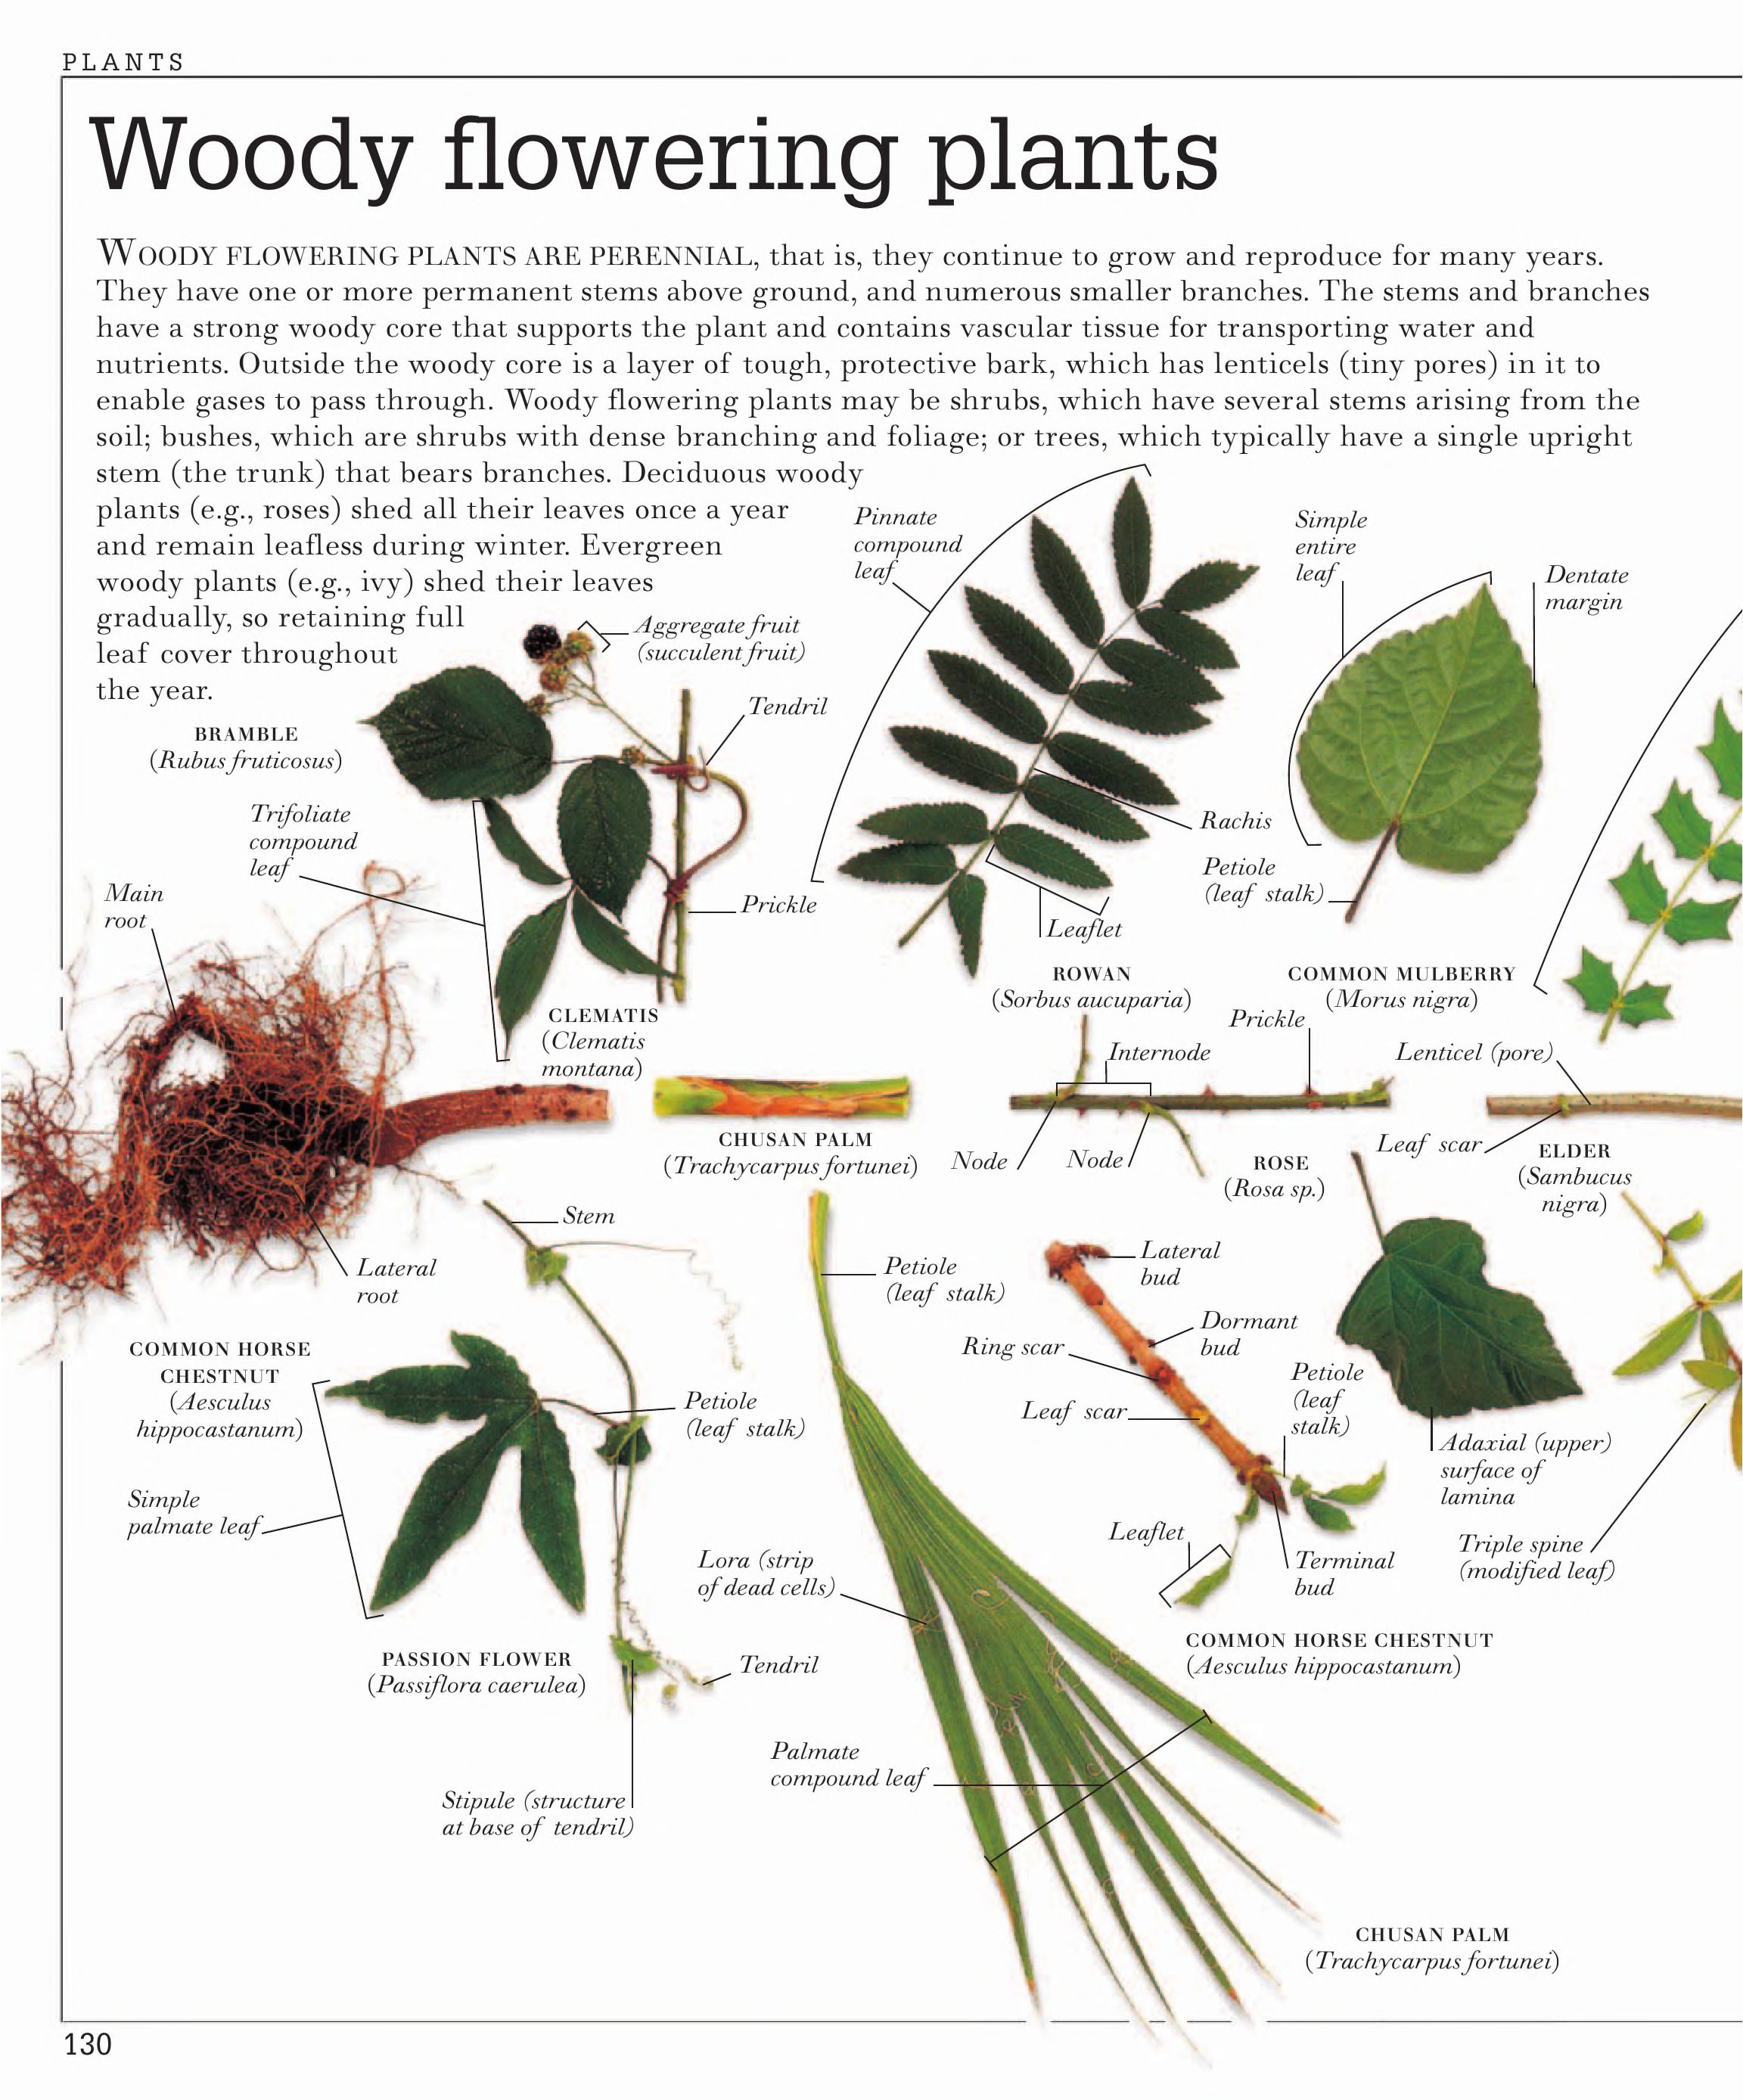 PLANTS
Woody flowering plants
WOODY FLOWERING PLANTS ARE PERENNIAL, that is, they continue to grow and reproduce for many years.
They have one or more permanent stems above ground, and numerous smaller branches. The stems and branches
have a strong woody core that supports the plant and contains vascular tissue for transporting water and
nutrients. Outside the woody core is a layer of tough, protective bark, which has lenticels (tiny pores) in it to
enable gases to pass through. Woody flowering plants may be shrubs, which have several stems arising from the
soil; bushes, which are shrubs with dense branching and foliage; or trees, which typically have a single upright
stem (the trunk) that bears branches. Deciduous woody
plants (e.g., roses) shed all their leaves once a year
and remain leafless during winter. Evergreen
woody plants (e.g., ivy) shed their leaves
gradually, so retaining full
leaf cover throughout
the year.
Pinnate
compound
leaf
Simple
entire
leaf
Dentate
margin
Aggregate fruit
(succulent fruit)
Tendril
BRAMBLE
(Rubus fruticosus)
Trifoliate
compound
leaf
Main
root
Prickle
Rachis
Petiole
(leaf stalk)
Leaflet
ROWAN
(Sorbus aucuparia)
COMMON MULBERRY
(Morus nigra)
CLEMATIS
(Clematis
montana)
Internode
Prickle
Lenticel (pore)
CHUSAN PALM
(Trachycarpus fortunei)
Node
Node
ROSE
(Rosa sp.)
Leaf scar
ELDER
(Sambucus
nigra)
Stem
Lateral
root
Petiole
(leaf stalk)
Lateral
bud
Dormant
bud
Ring scar
Leaf scar
Petiole
(leaf
stalk)
COMMON HORSE
CHESTNUT
(Aesculus
hippocastanum)
Petiole
(leaf stalk)
Adaxial (upper)
surface of
lamina
Simple
palmate leaf
Leaflet
Terminal
bud
Triple spine
(modified leaf)
Lora (strip
of dead cells)
COMMON HORSE CHESTNUT
(Aesculus hippocastanum)
PASSION FLOWER
(Passiflora caerulea)
Tendril
Palmate
compound leaf
Stipule (structure
at base of tendril)
CHUSAN PALM
(Trachycarpus fortunei)
130